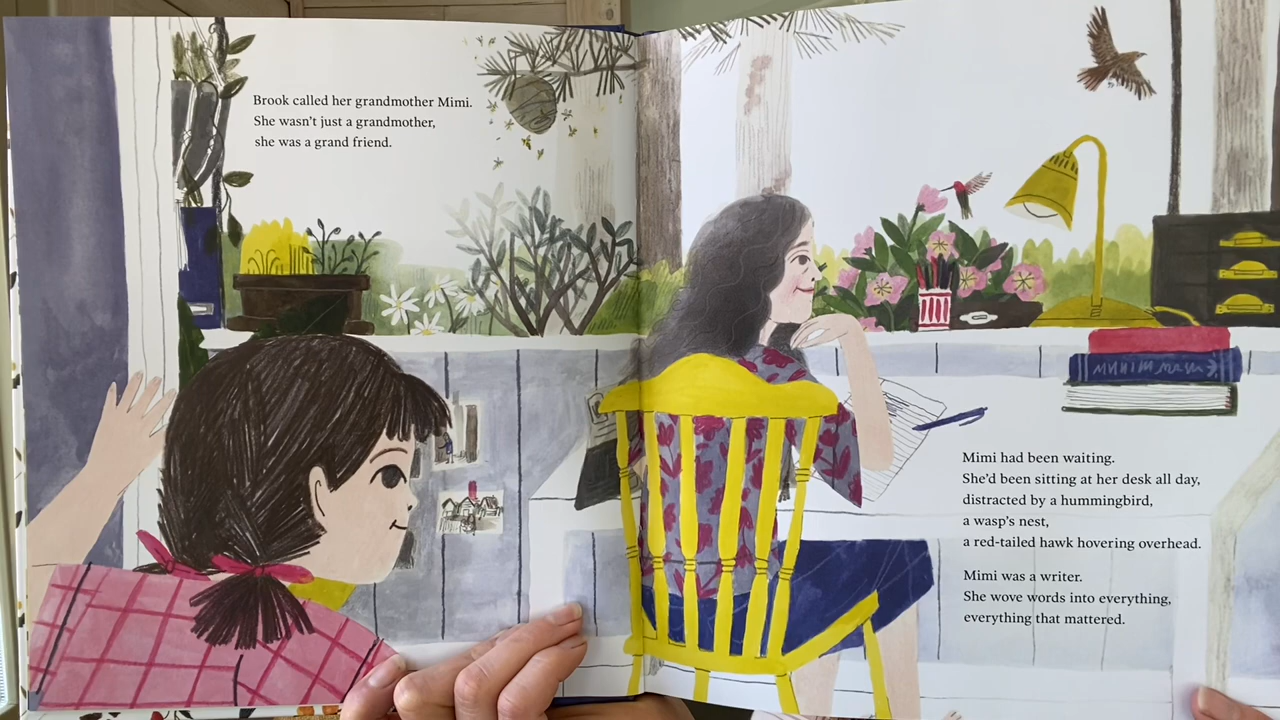 Brook called her grandmother Mimi.
She wasn't just a grandmother,
she was a grand friend.
Mimi had been waiting.
She'd been sitting at her desk all day,
distracted by a hummingbird,
a wasp's nest,
a red-tailed hawk hovering overhead.
Mimi was a writer.
She wove words into everything,
everything that mattered.